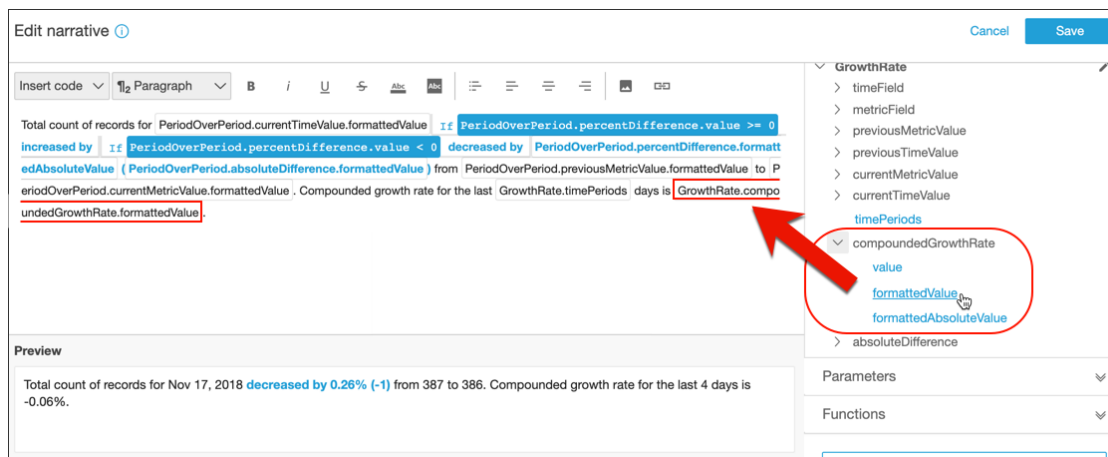 Edit narrative
Cancel
Save
Insert code
¶2 Paragraph
B
i
U
S
Abc
Abc
Total count of records for PeriodOverPeriod.currentTimeValue.formattedValue If PeriodOverPeriod.percentDifference.value >= 0
increased by If PeriodOverPeriod.percentDifference.value < 0 decreased by PeriodOverPeriod.percentDifference.formatt
edAbsoluteValue ( PeriodOverPeriod.absoluteDifference.formattedValue ) from PeriodOverPeriod.previousMetricValue.formattedValue to P
eriodOverPeriod.currentMetricValue.formattedValue . Compounded growth rate for the last GrowthRate.timePeriods days is GrowthRate.compo
undedGrowthRate.formattedValue .
Preview
Total count of records for Nov 17, 2018 decreased by 0.26% (-1) from 387 to 386. Compounded growth rate for the last 4 days is
-0.06%.
GrowthRate
timeField
metricField
previousMetricValue
previousTimeValue
currentMetricValue
currentTimeValue
timePeriods
compoundedGrowthRate
value
formattedValue
formattedAbsoluteValue
absoluteDifference
Parameters
Functions